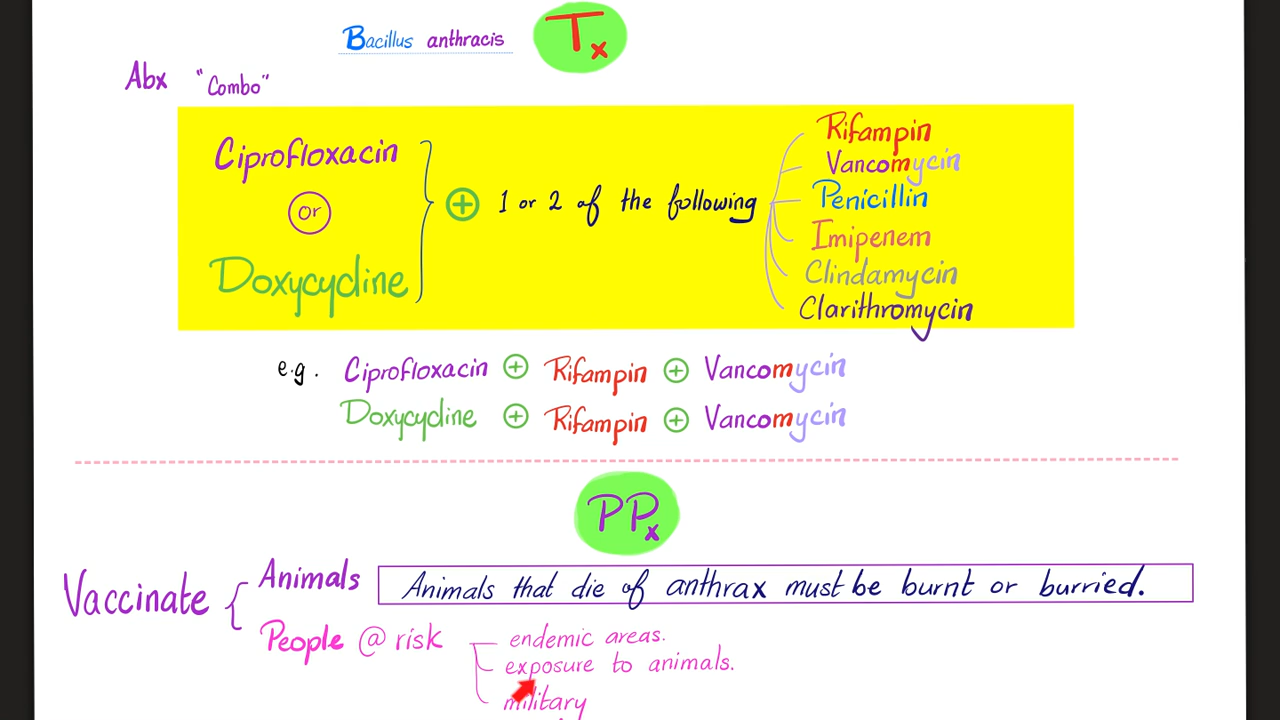 Bacillus anthracis Tx
Abx "Combo"
Ciprofloxacin
or
Doxycycline
+ 1 or 2 of the following
Rifampin
Vancomycin
Penicillin
Imipenem
Clindamycin
Clarithromycin
e.g. Ciprofloxacin + Rifampin + Vancomycin
Doxycycline + Rifampin + Vancomycin
PPx
Vaccinate
Animals Animals that die of anthrax must be burnt or burried.
People @ risk
endemic areas.
exposure to animals.
military